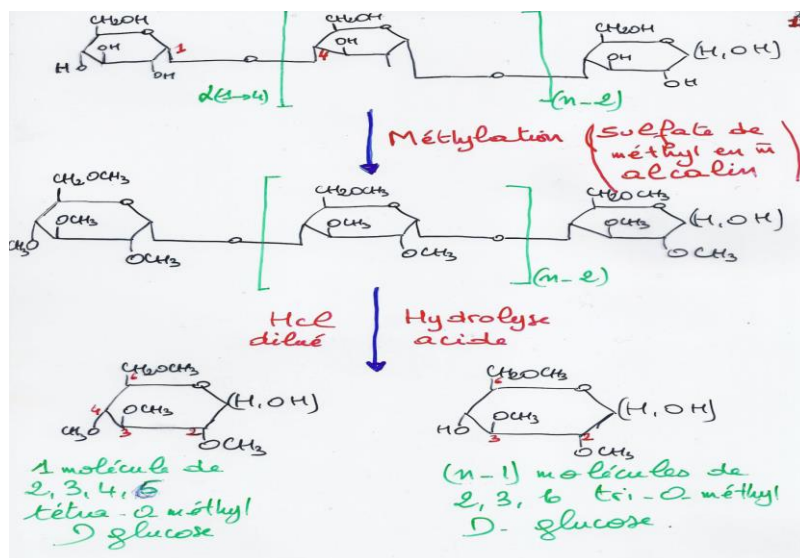 CH2OH CH2OH CH2OH
OH 1 O OH 4 O OH (H, OH)
H O OH OH
α(1→4) (n-2)
Méthylation (Sulfate de
méthyl en m̄
alcalin)
CH2OCH3 CH2OCH3 CH2OCH3
OCH3 O OCH3 O OCH3 (H, OH)
CH3O OCH3 OCH3 OCH3
(n-2)
Hcl Hydrolyse
dilué acide
CH2OCH3 CH2OCH3
6 O (H, OH) 6 O (H, OH)
4 OCH3 OCH3
CH3O 3 2 HO 3 2
OCH3 OCH3
1 molécule de
2, 3, 4, 6
tétra-O méthyl
D glucose
(n-1) molécules de
2, 3, 6 tri-O-méthyl
D- glucose.